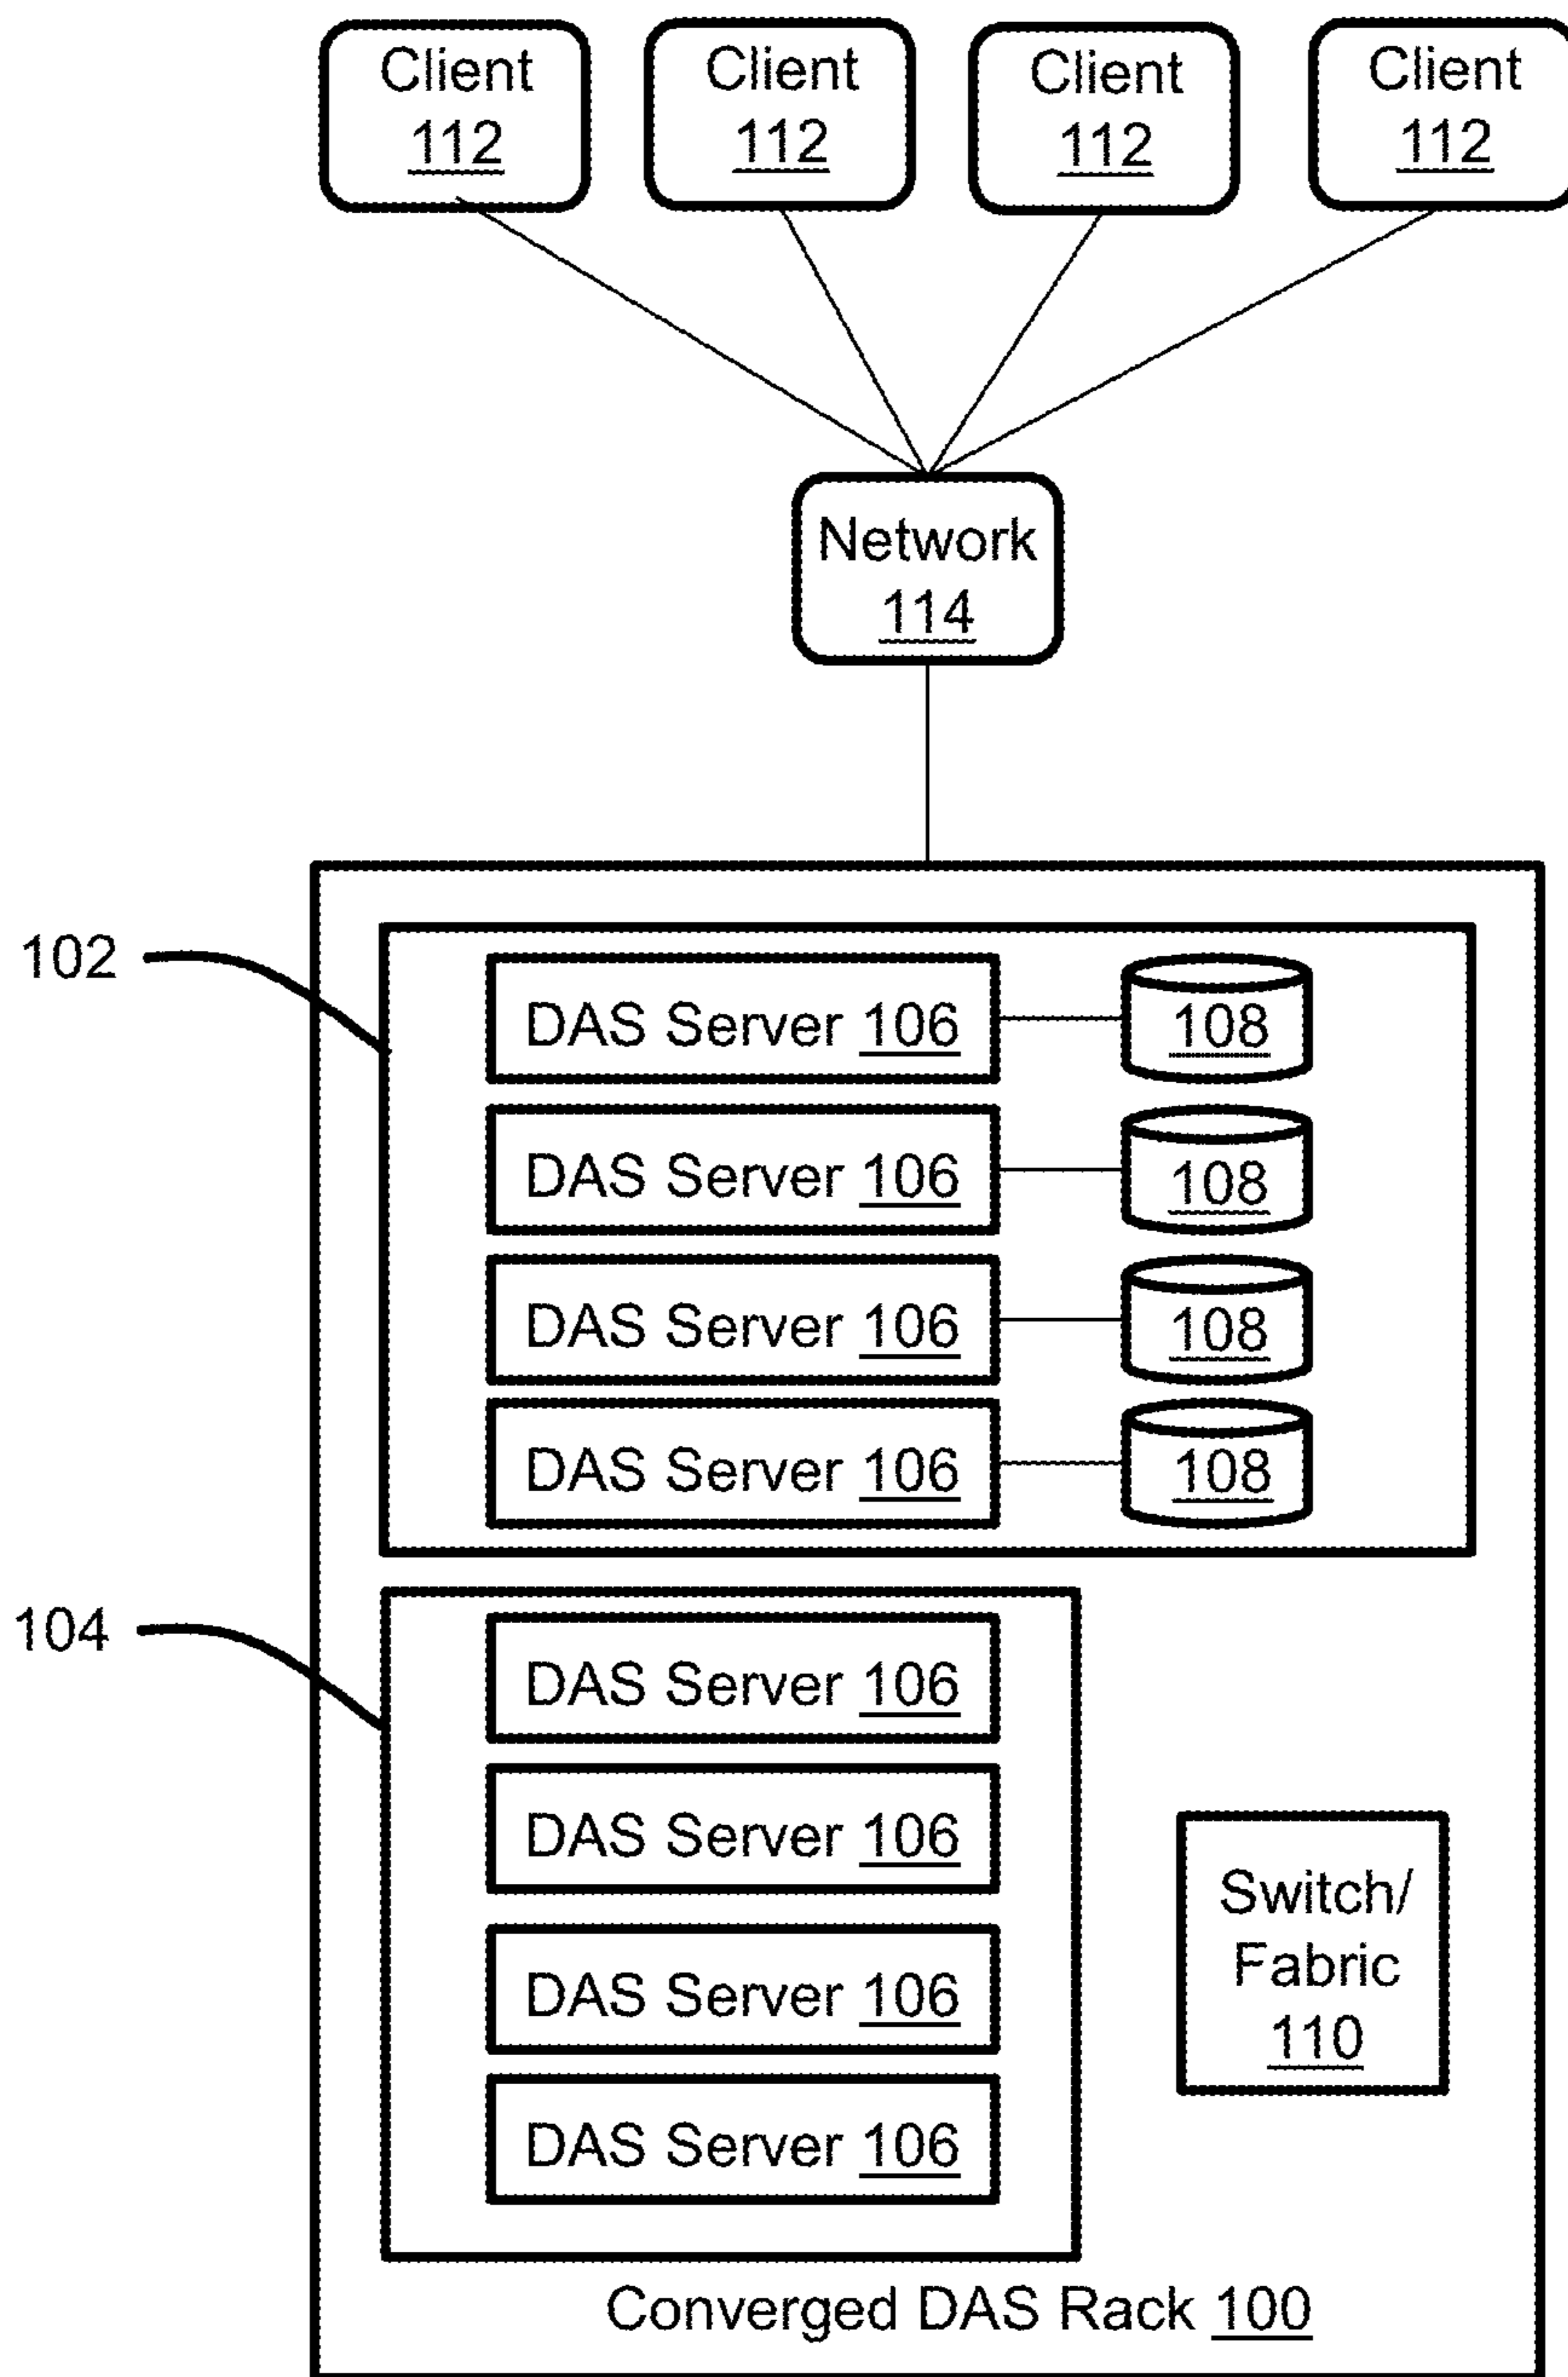 Client
112
Client
112
Client
112
Client
112
Network
114
102
DAS Server 106
108
DAS Server 106
108
DAS Server 106
108
DAS Server 106
108
104
DAS Server 106
DAS Server 106
DAS Server 106
DAS Server 106
Switch/
Fabric
110
Converged DAS Rack 100